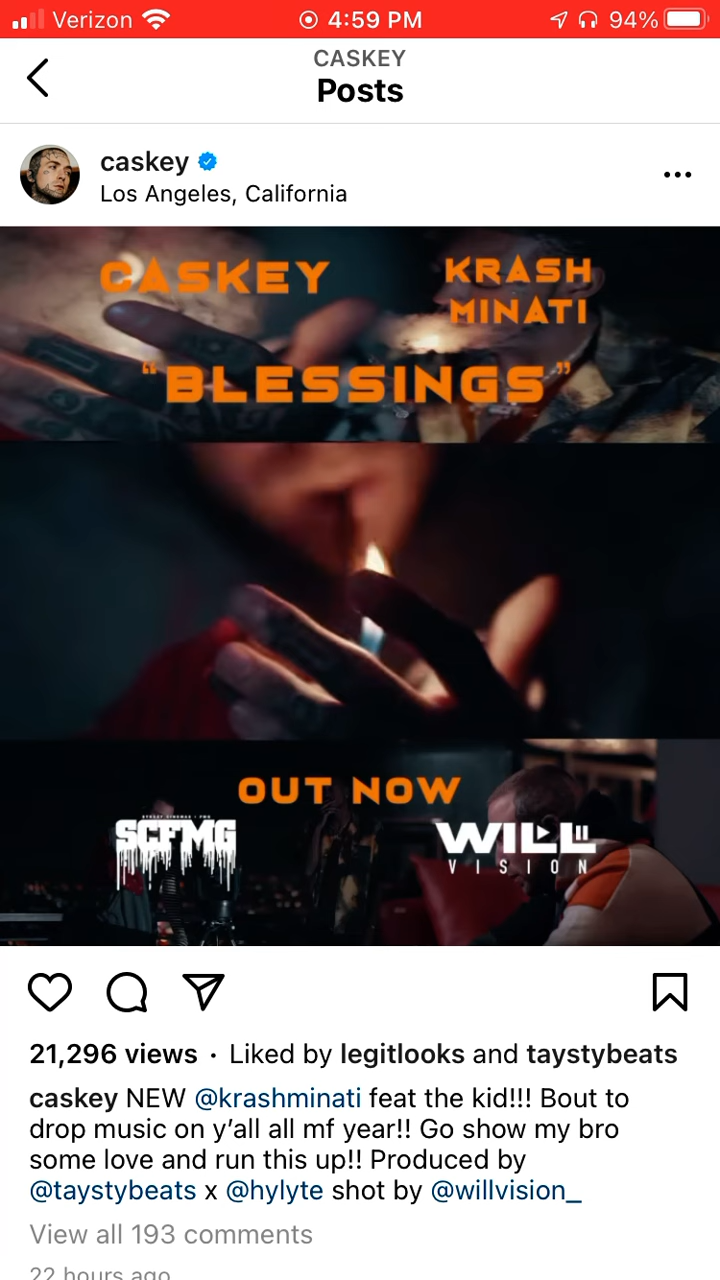 Verizon 4:59 PM 94%
CASKEY
Posts
caskey
Los Angeles, California
CASKEY KRASH
MINATI
“BLESSINGS”
OUT NOW
SCFMG
WILL
VISION
21,296 views · Liked by legitlooks and taystybeats
caskey NEW @krashminati feat the kid!!! Bout to
drop music on y’all all mf year!! Go show my bro
some love and run this up!! Produced by
@taystybeats x @hylyte shot by @willvision_
View all 193 comments
22 hours ago